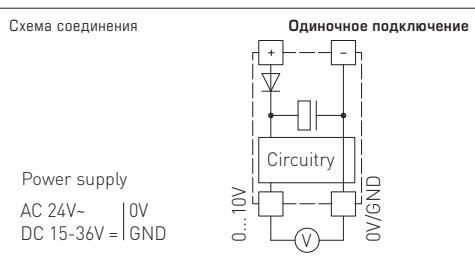 Схема соединения
Одиночное подключение
+ −
Circuitry
Power supply
AC 24V~ | 0V
DC 15-36V = | GND
0...10V
0V/GND
V